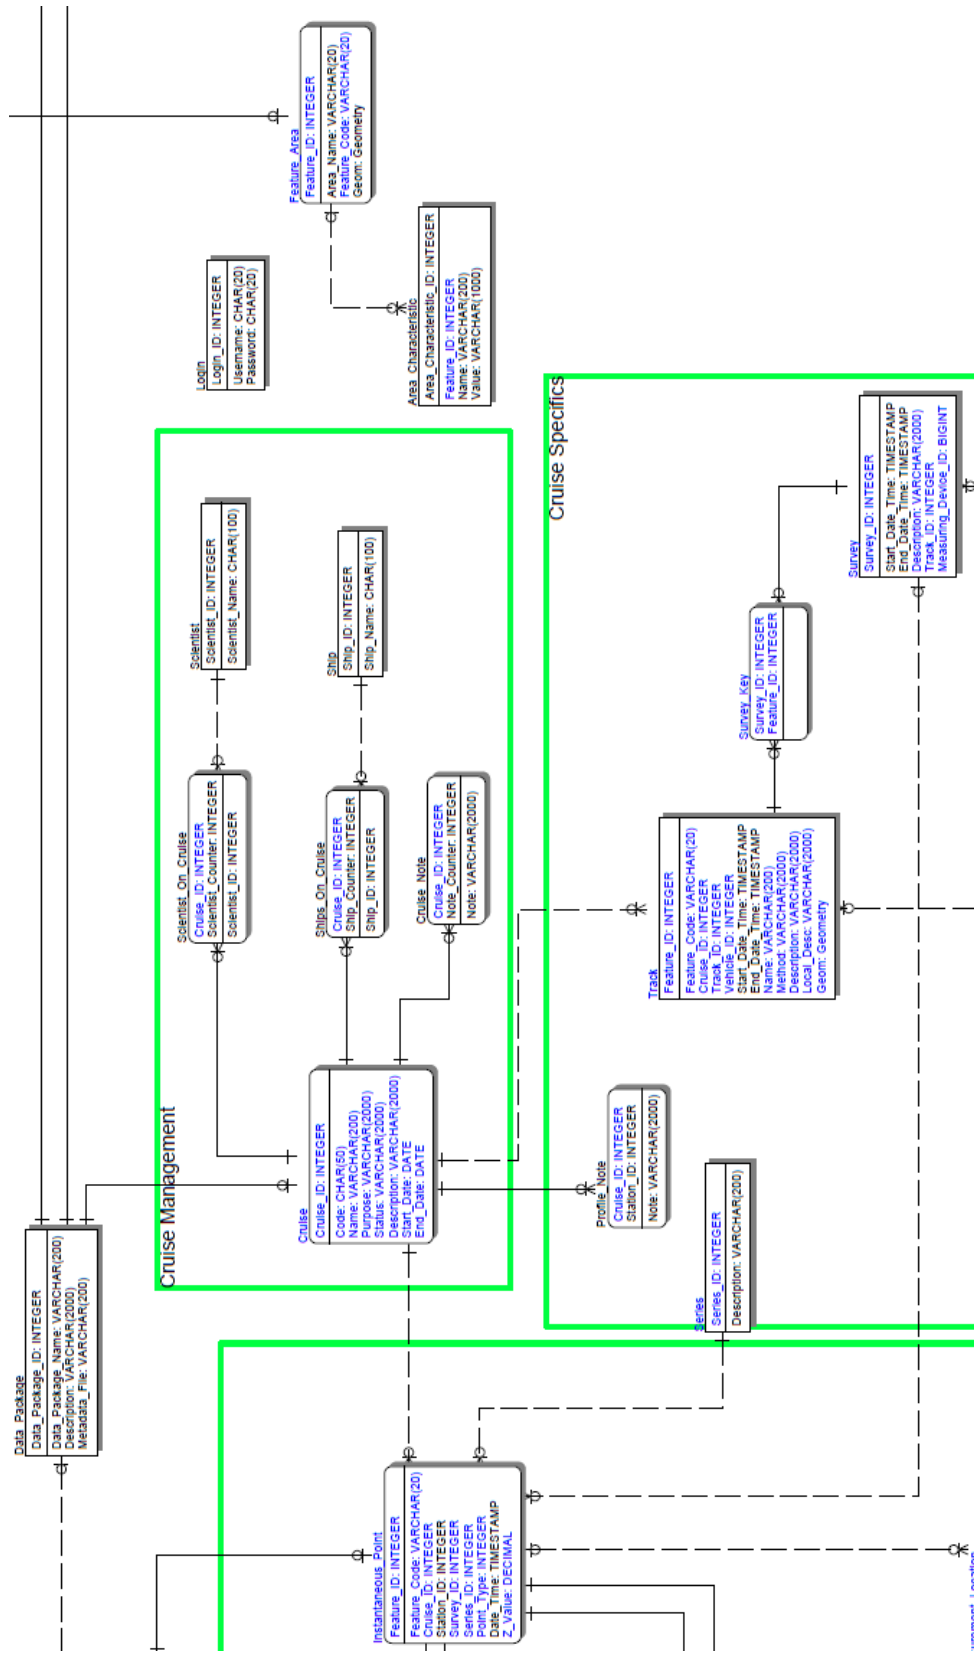 Feature_Area
Feature_ID: INTEGER
Area_Name: VARCHAR(20)
Feature_Code: VARCHAR(20)
Geom: Geometry
Login
Login_ID: INTEGER
Username: CHAR(20)
Password: CHAR(20)
Area_Characteristic
Area_Characteristic_ID: INTEGER
Feature_ID: INTEGER
Name: VARCHAR(200)
Value: VARCHAR(1000)
Cruise Management
Scientist
Scientist_ID: INTEGER
Scientist_Name: CHAR(100)
Ship
Ship_ID: INTEGER
Ship_Name: CHAR(100)
Scientist_On_Cruise
Cruise_ID: INTEGER
Scientist_Counter: INTEGER
Scientist_ID: INTEGER
Ships_On_Cruise
Cruise_ID: INTEGER
Ship_Counter: INTEGER
Ship_ID: INTEGER
Cruise_Note
Cruise_ID: INTEGER
Note_Counter: INTEGER
Note: VARCHAR(2000)
Cruise
Cruise_ID: INTEGER
Code: CHAR(50)
Name: VARCHAR(200)
Purpose: VARCHAR(2000)
Status: VARCHAR(2000)
Description: VARCHAR(2000)
Start_Date: DATE
End_Date: DATE
Cruise Specifics
Survey
Survey_ID: INTEGER
Start_Date_Time: TIMESTAMP
End_Date_Time: TIMESTAMP
Description: VARCHAR(2000)
Track_ID: INTEGER
Measuring_Device_ID: BIGINT
Survey_Key
Survey_ID: INTEGER
Feature_ID: INTEGER
Track
Feature_ID: INTEGER
Feature_Code: VARCHAR(20)
Cruise_ID: INTEGER
Track_ID: INTEGER
Vehicle_ID: INTEGER
Start_Date_Time: TIMESTAMP
End_Date_Time: TIMESTAMP
Name: VARCHAR(200)
Method: VARCHAR(200)
Description: VARCHAR(2000)
Local_Desc: VARCHAR(2000)
Geom: Geometry
Profile_Note
Cruise_ID: INTEGER
Station_ID: INTEGER
Note: VARCHAR(2000)
Series
Series_ID: INTEGER
Description: VARCHAR(200)
Data_Package
Data_Package_ID: INTEGER
Data_Package_Name: VARCHAR(200)
Description: VARCHAR(2000)
Metadata_File: VARCHAR(200)
Instantaneous_Point
Feature_ID: INTEGER
Feature_Code: VARCHAR(20)
Cruise_ID: INTEGER
Station_ID: INTEGER
Survey_ID: INTEGER
Series_ID: INTEGER
Point_Type: INTEGER
Date_Time: TIMESTAMP
Z_Value: DECIMAL